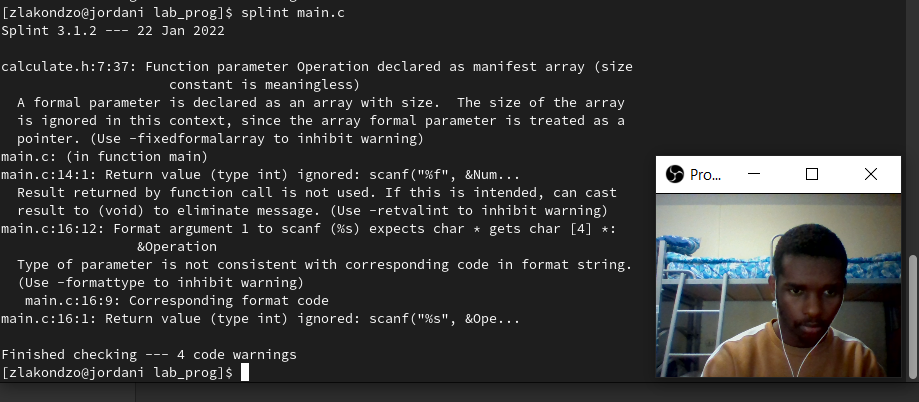 [zlakondzo@jordani lab_prog]$ splint main.c
Splint 3.1.2 --- 22 Jan 2022
calculate.h:7:37: Function parameter Operation declared as manifest array (size
constant is meaningless)
A formal parameter is declared as an array with size.  The size of the array
is ignored in this context, since the array formal parameter is treated as a
pointer. (Use -fixedformalarray to inhibit warning)
main.c: (in function main)
main.c:14:1: Return value (type int) ignored: scanf("%f", &Num...
Result returned by function call is not used. If this is intended, can cast
result to (void) to eliminate message. (Use -retvalint to inhibit warning)
main.c:16:12: Format argument 1 to scanf (%s) expects char * gets char [4] *:
&Operation
Type of parameter is not consistent with corresponding code in format string.
(Use -formattype to inhibit warning)
main.c:16:9: Corresponding format code
main.c:16:1: Return value (type int) ignored: scanf("%s", &Ope...
Finished checking --- 4 code warnings
[zlakondzo@jordani lab_prog]$
Pro...